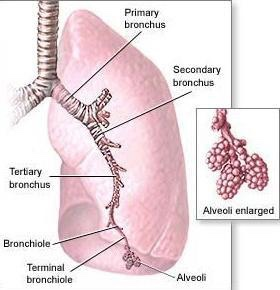 Primary
bronchus
Secondary
bronchus
Tertiary
bronchus
Alveoli enlarged
Bronchiole
Terminal
bronchiole
Alveoli